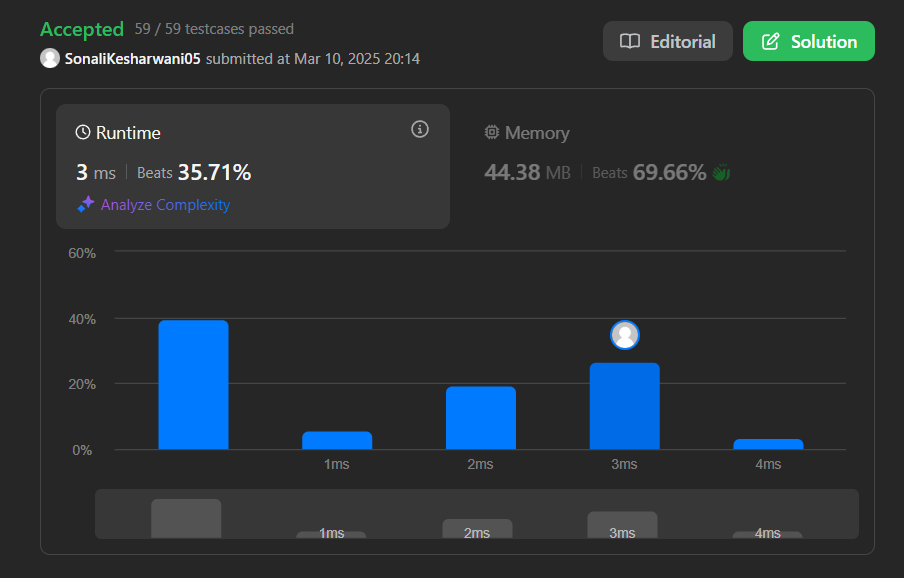 Accepted 59 / 59 testcases passed
SonaliKesharwani05 submitted at Mar 10, 2025 20:14
Editorial
Solution
Runtime
3 ms Beats 35.71%
Analyze Complexity
Memory
44.38 MB Beats 69.66%
60%
40%
20%
0%
1ms 2ms 3ms 4ms
1ms 2ms 3ms 4ms